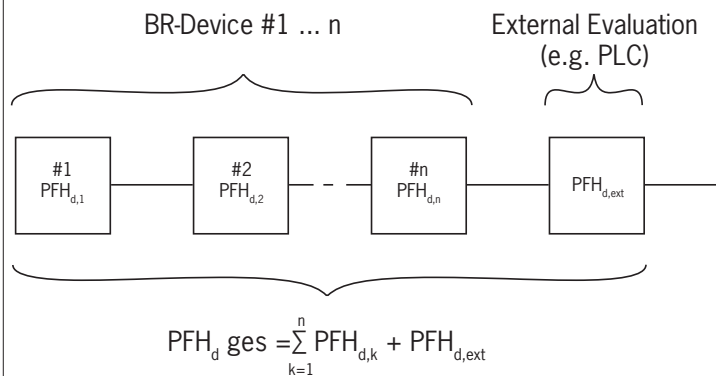 BR-Device #1 ... n
External Evaluation
(e.g. PLC)
#1
PFHd,1
#2
PFHd,2
#n
PFHd,n
PFHd,ext
PFHd ges =∑ PFHd,k + PFHd,ext
n
k=1